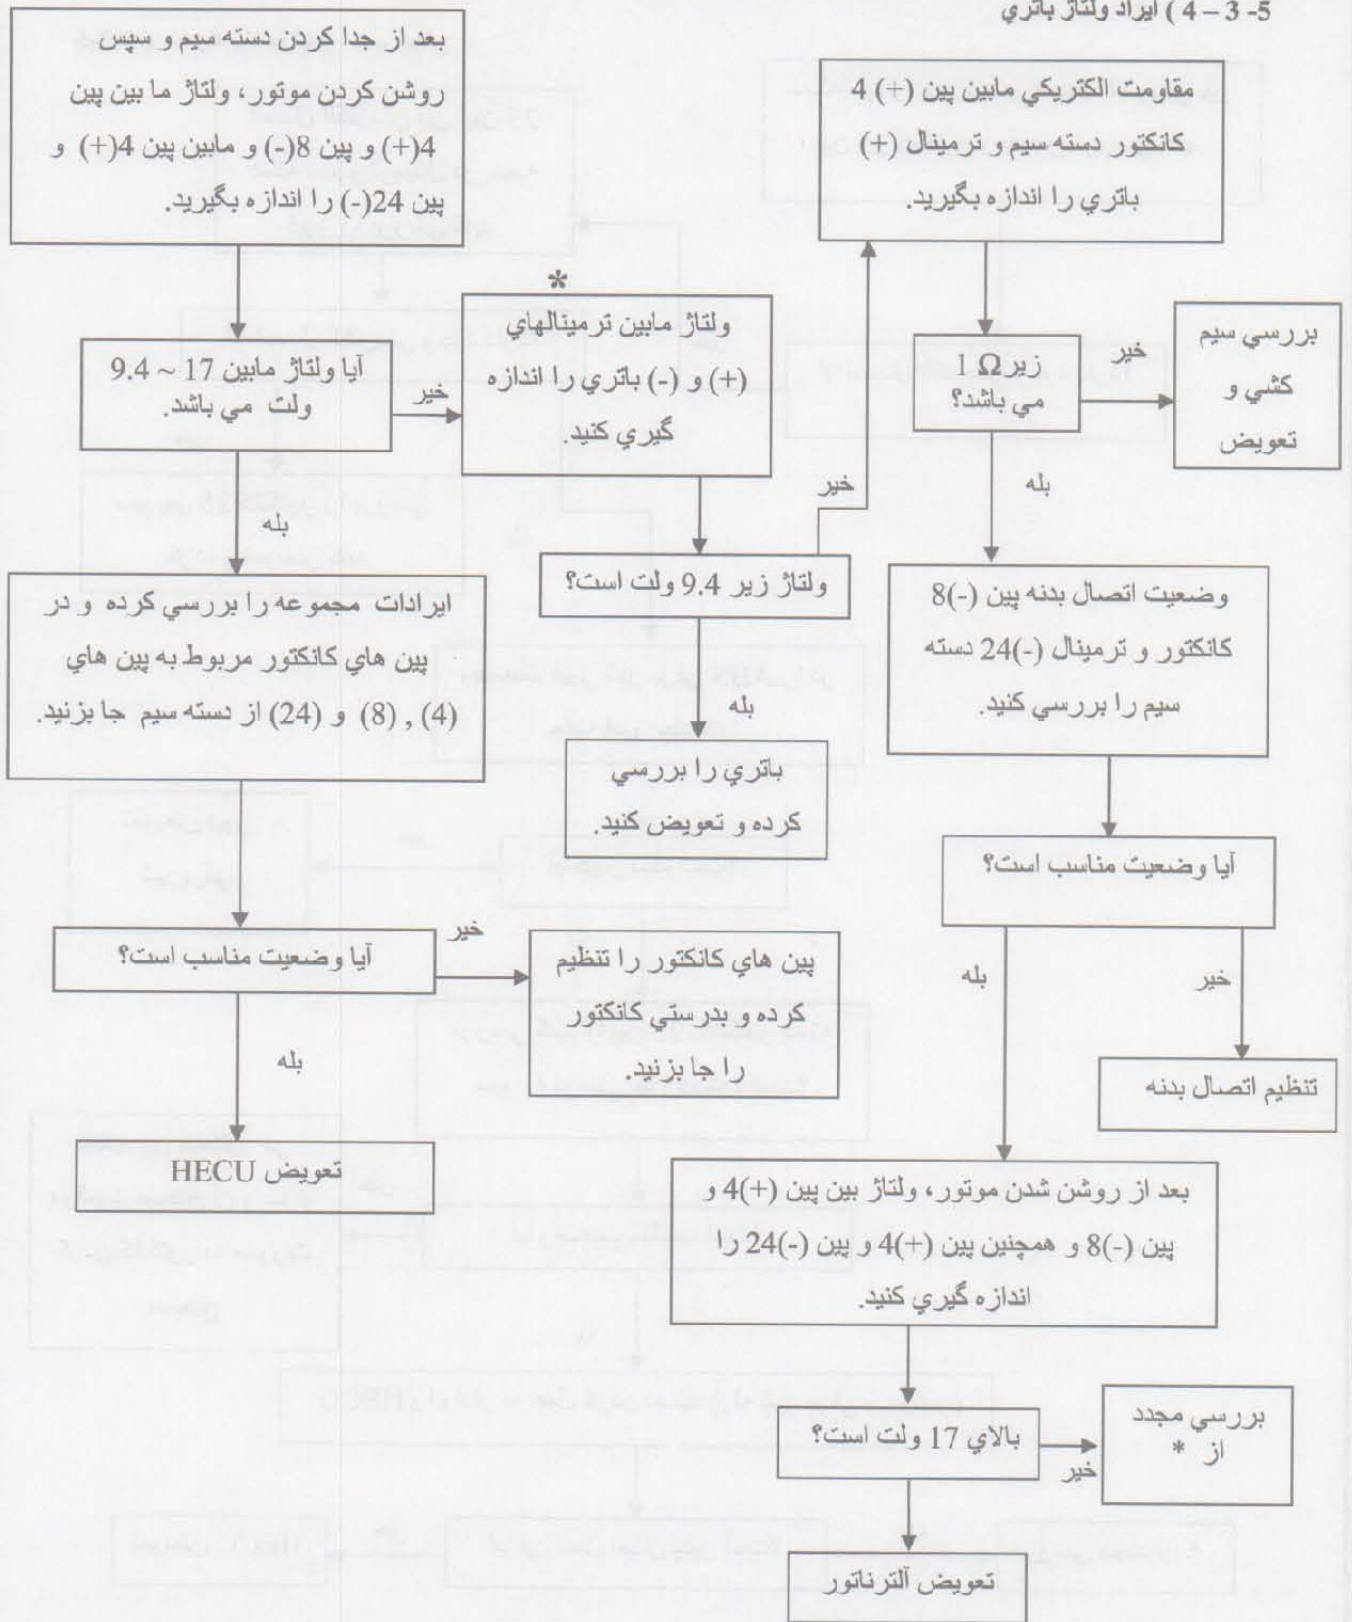 5- 3 – 4 ) ايراد ولتاژ باتري
بعد از جدا كردن دسته سيم و سپس
روشن كردن موتور، ولتاژ ما بين پين
4(+) و پين 8(-) و مابين پين 4(+) و
پين 24(-) را اندازه بگيريد.
آيا ولتاژ مابين 17 ~ 9.4
ولت مي باشد.
خير
بله
*
ولتاژ مابين ترمينالهاي
(+) و (-) باتري را اندازه
گيري كنيد.
ولتاژ زير 9.4 ولت است؟
خير
بله
باتري را بررسي
كرده و تعويض كنيد.
ايرادات مجموعه را بررسي كرده و در
پين هاي كانكتور مربوط به پين هاي
(4) , (8) و (24) از دسته سيم جا بزنيد.
آيا وضعيت مناسب است؟
خير
بله
پين هاي كانكتور را تنظيم
كرده و بدرستي كانكتور
را جا بزنيد.
تعويض HECU
مقاومت الكتريكي مابين پين (+) 4
كانكتور دسته سيم و ترمينال (+)
باتري را اندازه بگيريد.
زير 1 Ω
مي باشد؟
خير
بله
بررسي سيم
كشي و
تعويض
وضعيت اتصال بدنه پين (-)8
كانكتور و ترمينال (-)24 دسته
سيم را بررسي كنيد.
آيا وضعيت مناسب است؟
بله
خير
تنظيم اتصال بدنه
بعد از روشن شدن موتور، ولتاژ بين پين (+)4 و
پين (-)8 و همچنين پين (+)4 و پين (-)24 را
اندازه گيري كنيد.
بالاي 17 ولت است؟
خير
بررسي مجدد
از *
تعويض آلترناتور